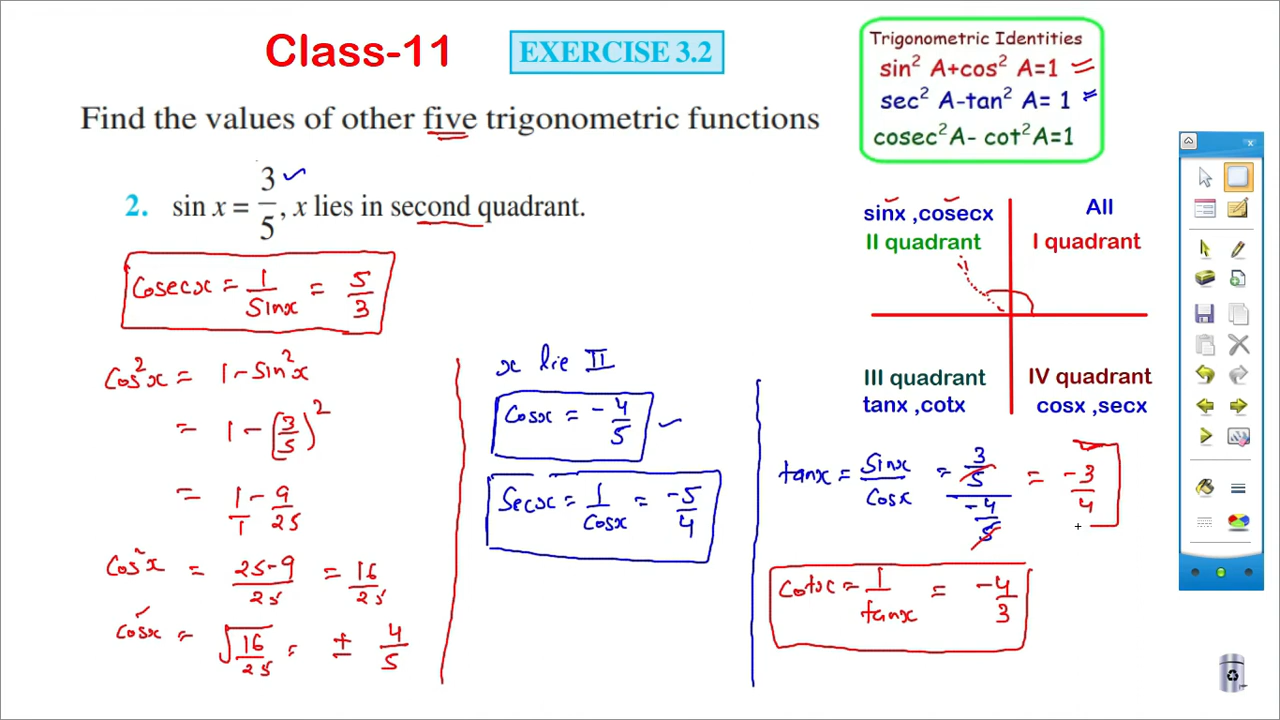 Class-11
EXERCISE 3.2
Find the values of other five trigonometric functions
2. sin x = 3/5, x lies in second quadrant.
Cosecx = 1/Sinx = 5/3
Cos²x = 1-Sin²x
= 1-(3/5)²
= 1/1 - 9/25
Cos²x = 25-9/25 = 16/25
Cosx = √16/25 = ± 4/5
x lie II
Cosx = -4/5
Secx = 1/Cosx = -5/4
Trigonometric Identities
sin² A+cos² A=1
sec² A-tan² A= 1
cosec²A- cot²A=1
sinx ,cosecx
II quadrant
All
I quadrant
III quadrant
tanx ,cotx
IV quadrant
cosx ,secx
tanx = Sinx/Cosx = 3/5/-4/5 = -3/4
Cotx = 1/tanx = -4/3